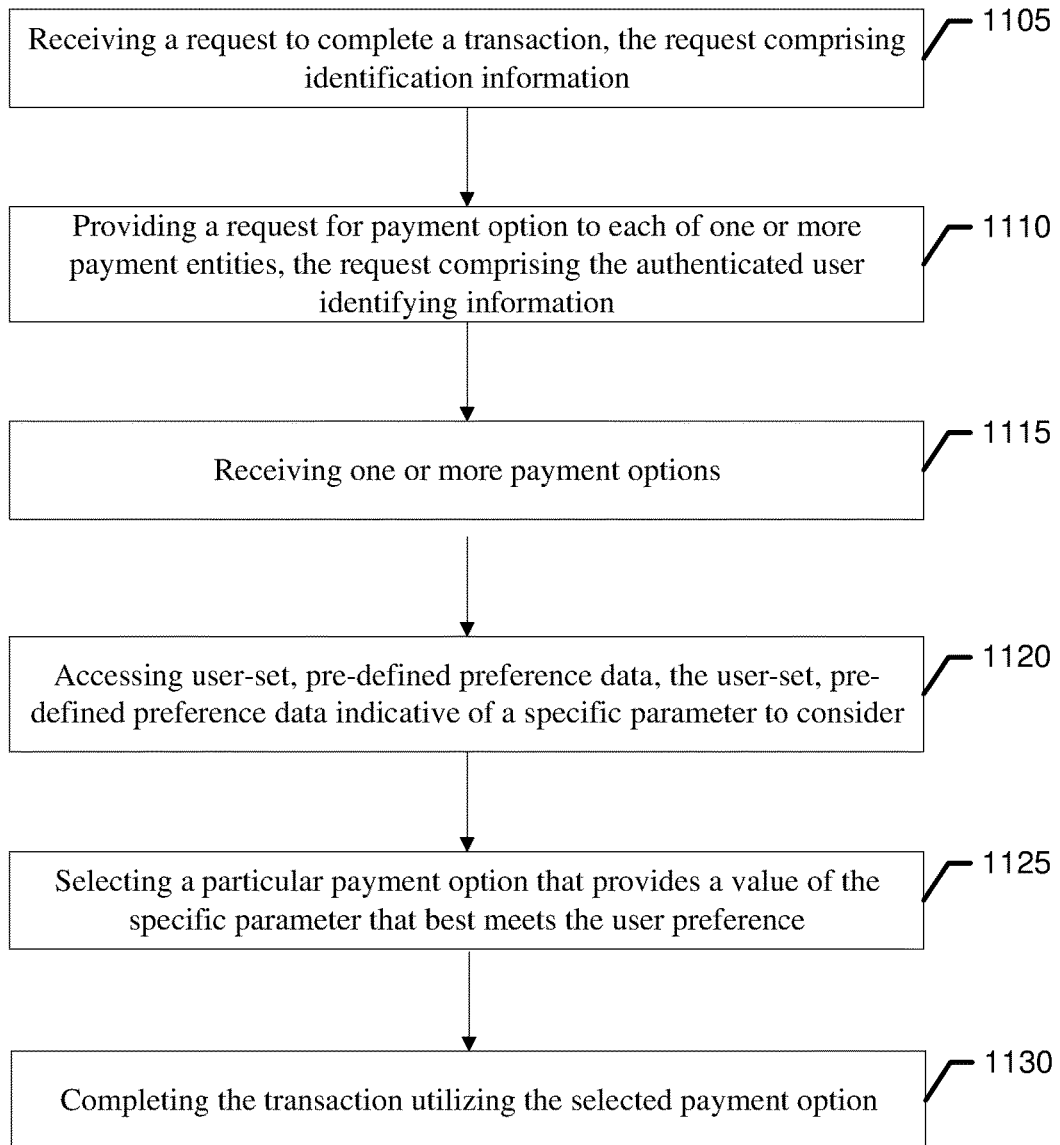 1105
Receiving a request to complete a transaction, the request comprising
identification information
1110
Providing a request for payment option to each of one or more
payment entities, the request comprising the authenticated user
identifying information
1115
Receiving one or more payment options
1120
Accessing user-set, pre-defined preference data, the user-set, pre-
defined preference data indicative of a specific parameter to consider
1125
Selecting a particular payment option that provides a value of the
specific parameter that best meets the user preference
1130
Completing the transaction utilizing the selected payment option